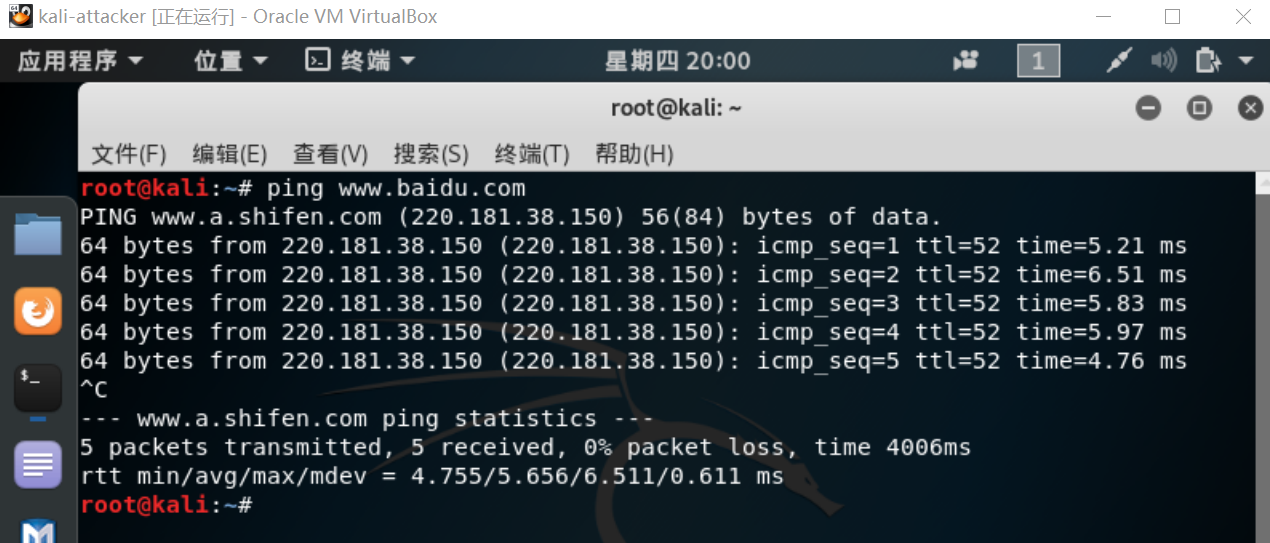 kali-attacker [正在运行] - Oracle VM VirtualBox
应用程序 位置 终端 星期四 20:00 1
root@kali: ~
文件(F) 编辑(E) 查看(V) 搜索(S) 终端(T) 帮助(H)
root@kali:~# ping www.baidu.com
PING www.a.shifen.com (220.181.38.150) 56(84) bytes of data.
64 bytes from 220.181.38.150 (220.181.38.150): icmp_seq=1 ttl=52 time=5.21 ms
64 bytes from 220.181.38.150 (220.181.38.150): icmp_seq=2 ttl=52 time=6.51 ms
64 bytes from 220.181.38.150 (220.181.38.150): icmp_seq=3 ttl=52 time=5.83 ms
64 bytes from 220.181.38.150 (220.181.38.150): icmp_seq=4 ttl=52 time=5.97 ms
64 bytes from 220.181.38.150 (220.181.38.150): icmp_seq=5 ttl=52 time=4.76 ms
^C
--- www.a.shifen.com ping statistics ---
5 packets transmitted, 5 received, 0% packet loss, time 4006ms
rtt min/avg/max/mdev = 4.755/5.656/6.511/0.611 ms
root@kali:~#